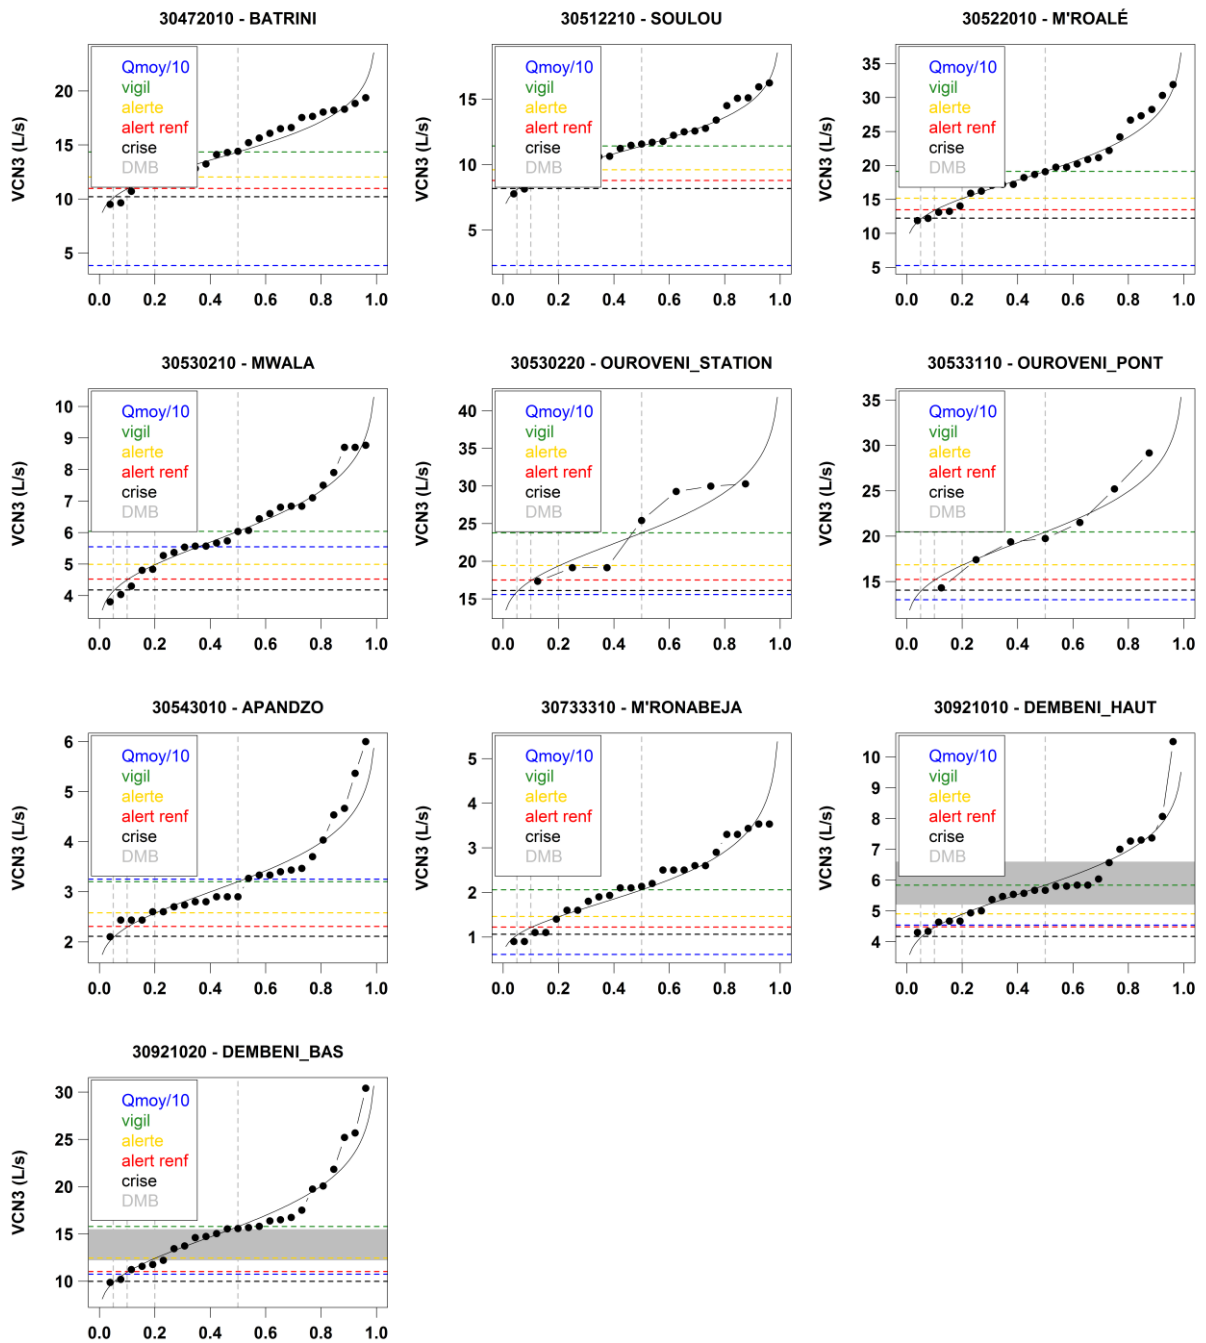 30472010 - BATRINI
VCN3 (L/s)
20
15
10
5
Qmoy/10
vigil
alerte
alert renf
crise
DMB
0.0 0.2 0.4 0.6 0.8 1.0
30512210 - SOULOU
VCN3 (L/s)
15
10
5
Qmoy/10
vigil
alerte
alert renf
crise
DMB
0.0 0.2 0.4 0.6 0.8 1.0
30522010 - M'ROALÉ
VCN3 (L/s)
35
30
25
20
15
10
5
Qmoy/10
vigil
alerte
alert renf
crise
DMB
0.0 0.2 0.4 0.6 0.8 1.0
30530210 - MWALA
VCN3 (L/s)
10
9
8
7
6
5
4
Qmoy/10
vigil
alerte
alert renf
crise
DMB
0.0 0.2 0.4 0.6 0.8 1.0
30530220 - OUROVENI_STATION
VCN3 (L/s)
40
35
30
25
20
15
Qmoy/10
vigil
alerte
alert renf
crise
DMB
0.0 0.2 0.4 0.6 0.8 1.0
30533110 - OUROVENI_PONT
VCN3 (L/s)
35
30
25
20
15
Qmoy/10
vigil
alerte
alert renf
crise
DMB
0.0 0.2 0.4 0.6 0.8 1.0
30543010 - APANDZO
VCN3 (L/s)
6
5
4
3
2
Qmoy/10
vigil
alerte
alert renf
crise
DMB
0.0 0.2 0.4 0.6 0.8 1.0
30733310 - M'RONABEJA
VCN3 (L/s)
5
4
3
2
1
Qmoy/10
vigil
alerte
alert renf
crise
DMB
0.0 0.2 0.4 0.6 0.8 1.0
30921010 - DEMBENI_HAUT
VCN3 (L/s)
10
9
8
7
6
5
4
Qmoy/10
vigil
alerte
alert renf
crise
DMB
0.0 0.2 0.4 0.6 0.8 1.0
30921020 - DEMBENI_BAS
VCN3 (L/s)
30
25
20
15
10
Qmoy/10
vigil
alerte
alert renf
crise
DMB
0.0 0.2 0.4 0.6 0.8 1.0